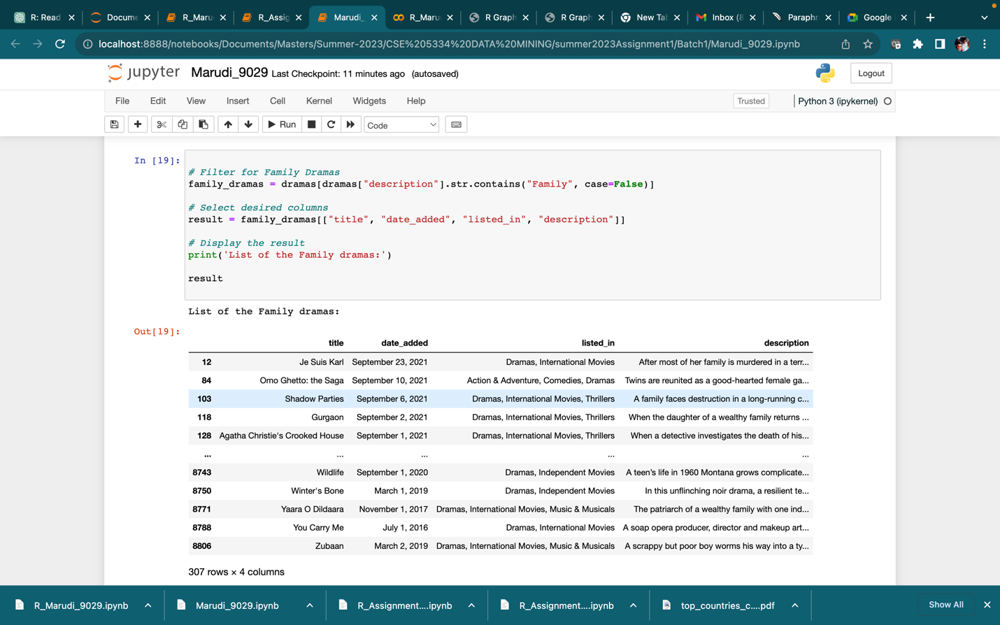 R: Read
Docume
R_Maru
R_Assig
Marudi_
R_Maru
R Graph
R Graph
New Tab
Inbox (8
Paraphr
Google
localhost:8888/notebooks/Documents/Masters/Summer-2023/CSE%205334%20DATA%20MINING/summer2023Assignment1/Batch1/Marudi_9029.ipynb
jupyter Marudi_9029 Last Checkpoint: 11 minutes ago (autosaved)
Logout
File Edit View Insert Cell Kernel Widgets Help
Trusted
Python 3 (ipykernel)
Run
Code
In [19]:
# Filter for Family Dramas
family_dramas = dramas[dramas["description"].str.contains("Family", case=False)]
# Select desired columns
result = family_dramas[["title", "date_added", "listed_in", "description"]]
# Display the result
print('List of the Family dramas:')
result
List of the Family dramas:
Out[19]:
title date_added listed_in description
12 Je Suis Karl September 23, 2021 Dramas, International Movies After most of her family is murdered in a terr...
84 Omo Ghetto: the Saga September 10, 2021 Action & Adventure, Comedies, Dramas Twins are reunited as a good-hearted female ga...
103 Shadow Parties September 6, 2021 Dramas, International Movies, Thrillers A family faces destruction in a long-running c...
118 Gurgaon September 2, 2021 Dramas, International Movies, Thrillers When the daughter of a wealthy family returns ...
128 Agatha Christie's Crooked House September 1, 2021 Dramas, International Movies, Thrillers When a detective investigates the death of his...
... ... ... ... ...
8743 Wildlife September 1, 2020 Dramas, Independent Movies A teen's life in 1960 Montana grows complicate...
8750 Winter's Bone March 1, 2019 Dramas, Independent Movies In this unflinching noir drama, a resilient te...
8771 Yaara O Dildaara November 1, 2017 Dramas, International Movies, Music & Musicals The patriarch of a wealthy family with one ind...
8788 You Carry Me July 1, 2016 Dramas, International Movies A soap opera producer, director and makeup art...
8806 Zubaan March 2, 2019 Dramas, International Movies, Music & Musicals A scrappy but poor boy worms his way into a ty...
307 rows × 4 columns
R_Marudi_9029.ipynb
Marudi_9029.ipynb
R_Assignment....ipynb
R_Assignment....ipynb
top_countries_c....pdf
Show All